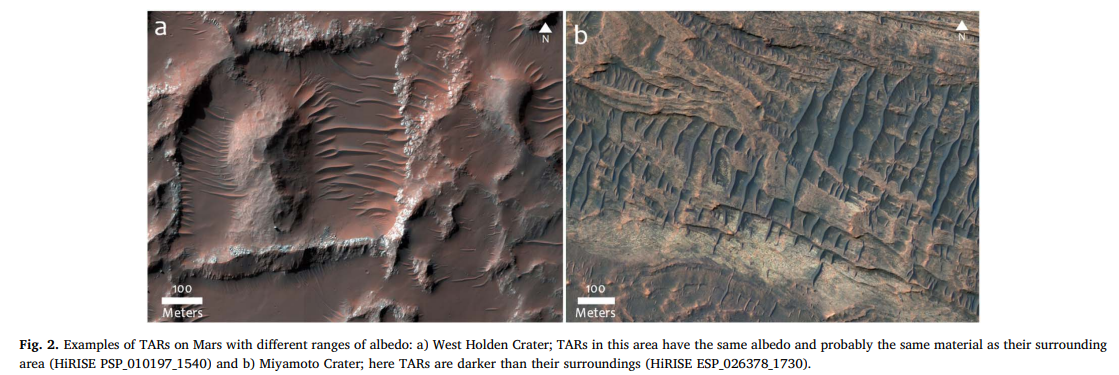 a
N
100
Meters
b
N
100
Meters
Fig. 2. Examples of TARs on Mars with different ranges of albedo: a) West Holden Crater; TARs in this area have the same albedo and probably the same material as their surrounding
area (HiRISE PSP_010197_1540) and b) Miyamoto Crater; here TARs are darker than their surroundings (HiRISE ESP_026378_1730).